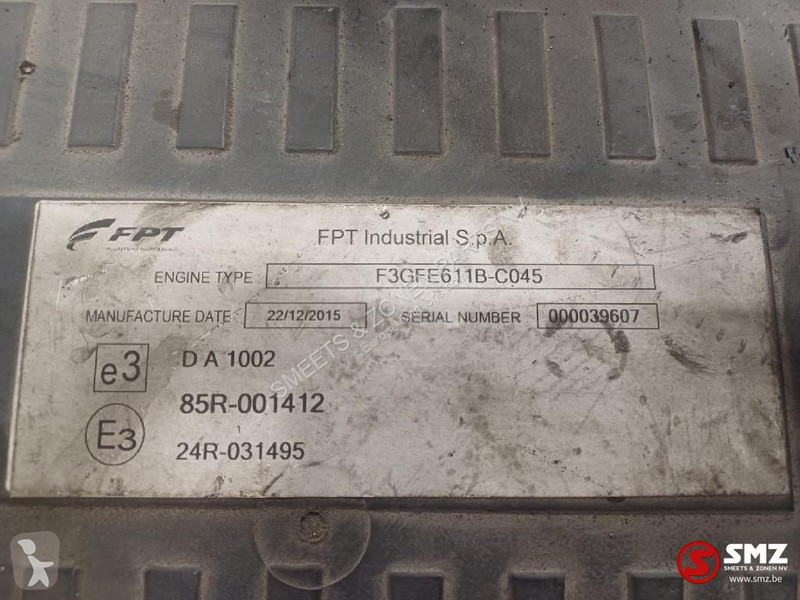 FPT
FPT Industrial S.p.A.
ENGINE TYPE : F3GFE611B-C045
MANUFACTURE DATE : 22/12/2015 SERIAL NUMBER 000039607
e3 D A 1002
85R-001412
E3 24R-031495
SMEETS & ZONEN
SMZ
SMEETS & ZONEN NV
www.smz.be